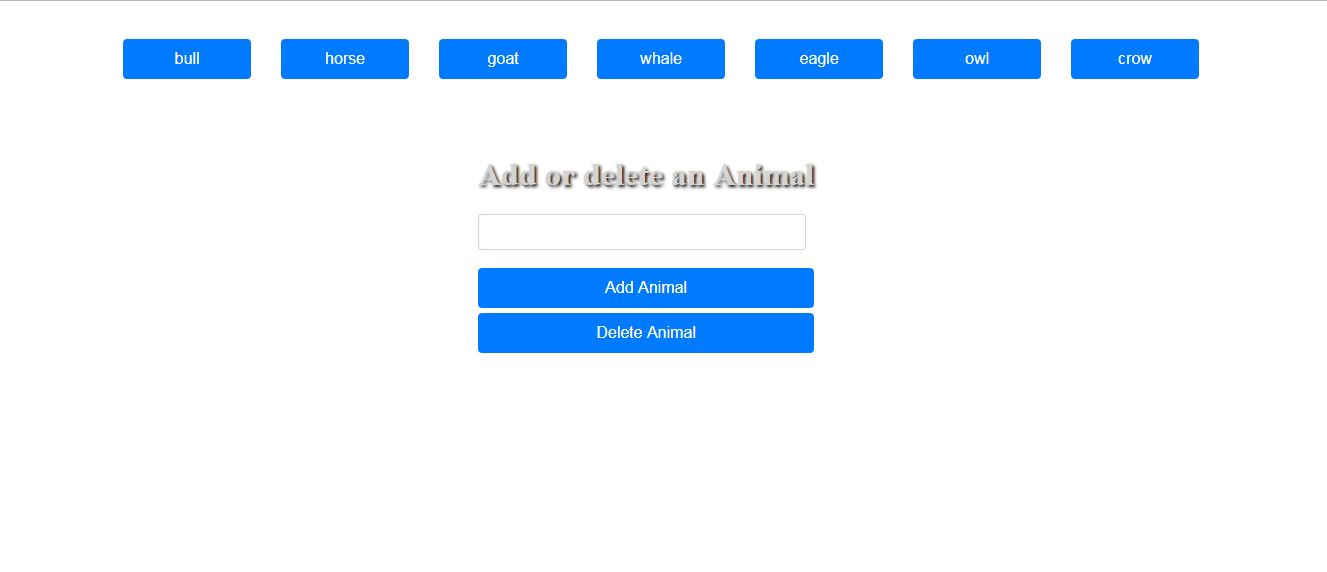 bull horse goat whale eagle owl crow
Add or delete an Animal
Add Animal
Delete Animal